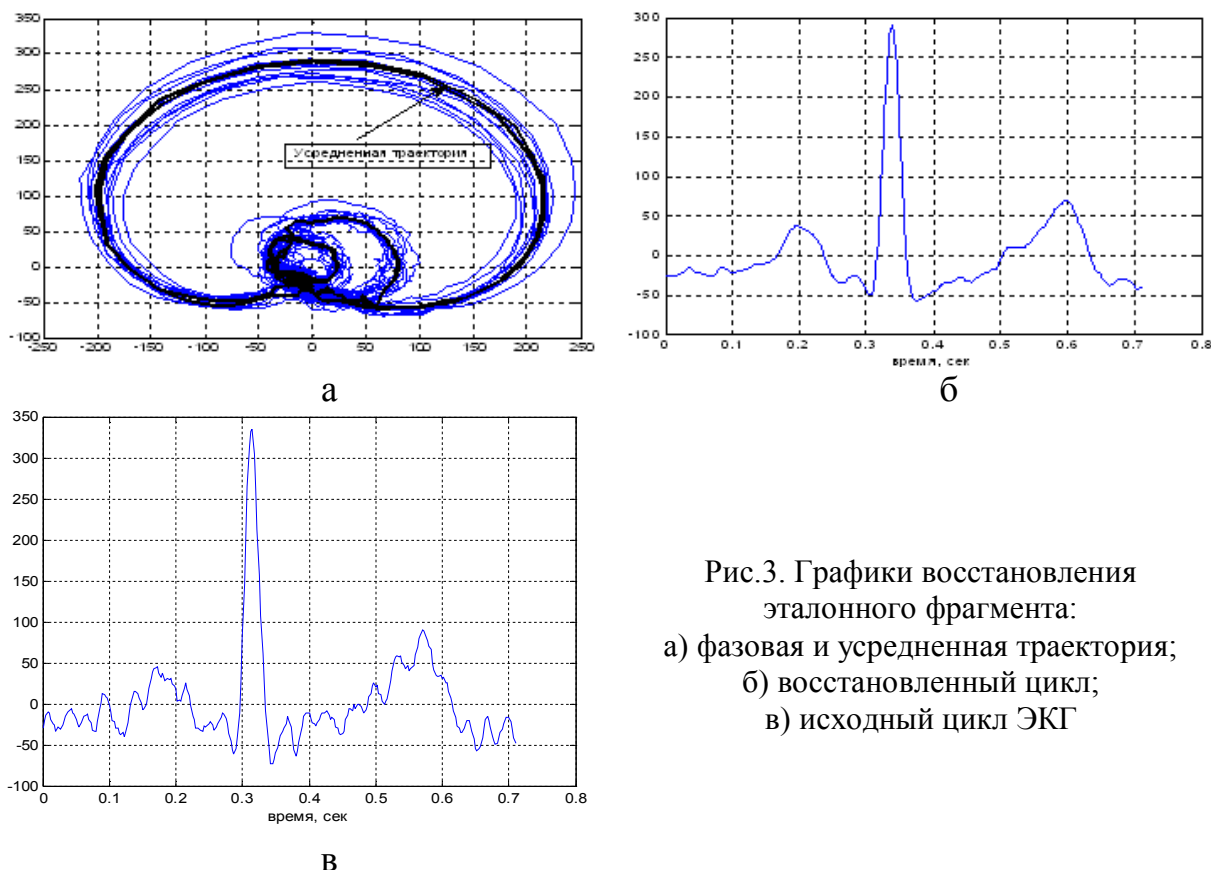 350
300
250
200
150
100
50
0
-50
-100
-250 -200 -150 -100 -50 0 50 100 150 200 250
Усредненная траектория
а
300
250
200
150
100
50
0
-50
-100
0 0.1 0.2 0.3 0.4 0.5 0.6 0.7 0.8
время, сек
б
350
300
250
200
150
100
50
0
-50
-100
0 0.1 0.2 0.3 0.4 0.5 0.6 0.7 0.8
время, сек
в
Рис.3. Графики восстановления
эталонного фрагмента:
а) фазовая и усредненная траектория;
б) восстановленный цикл;
в) исходный цикл ЭКГ